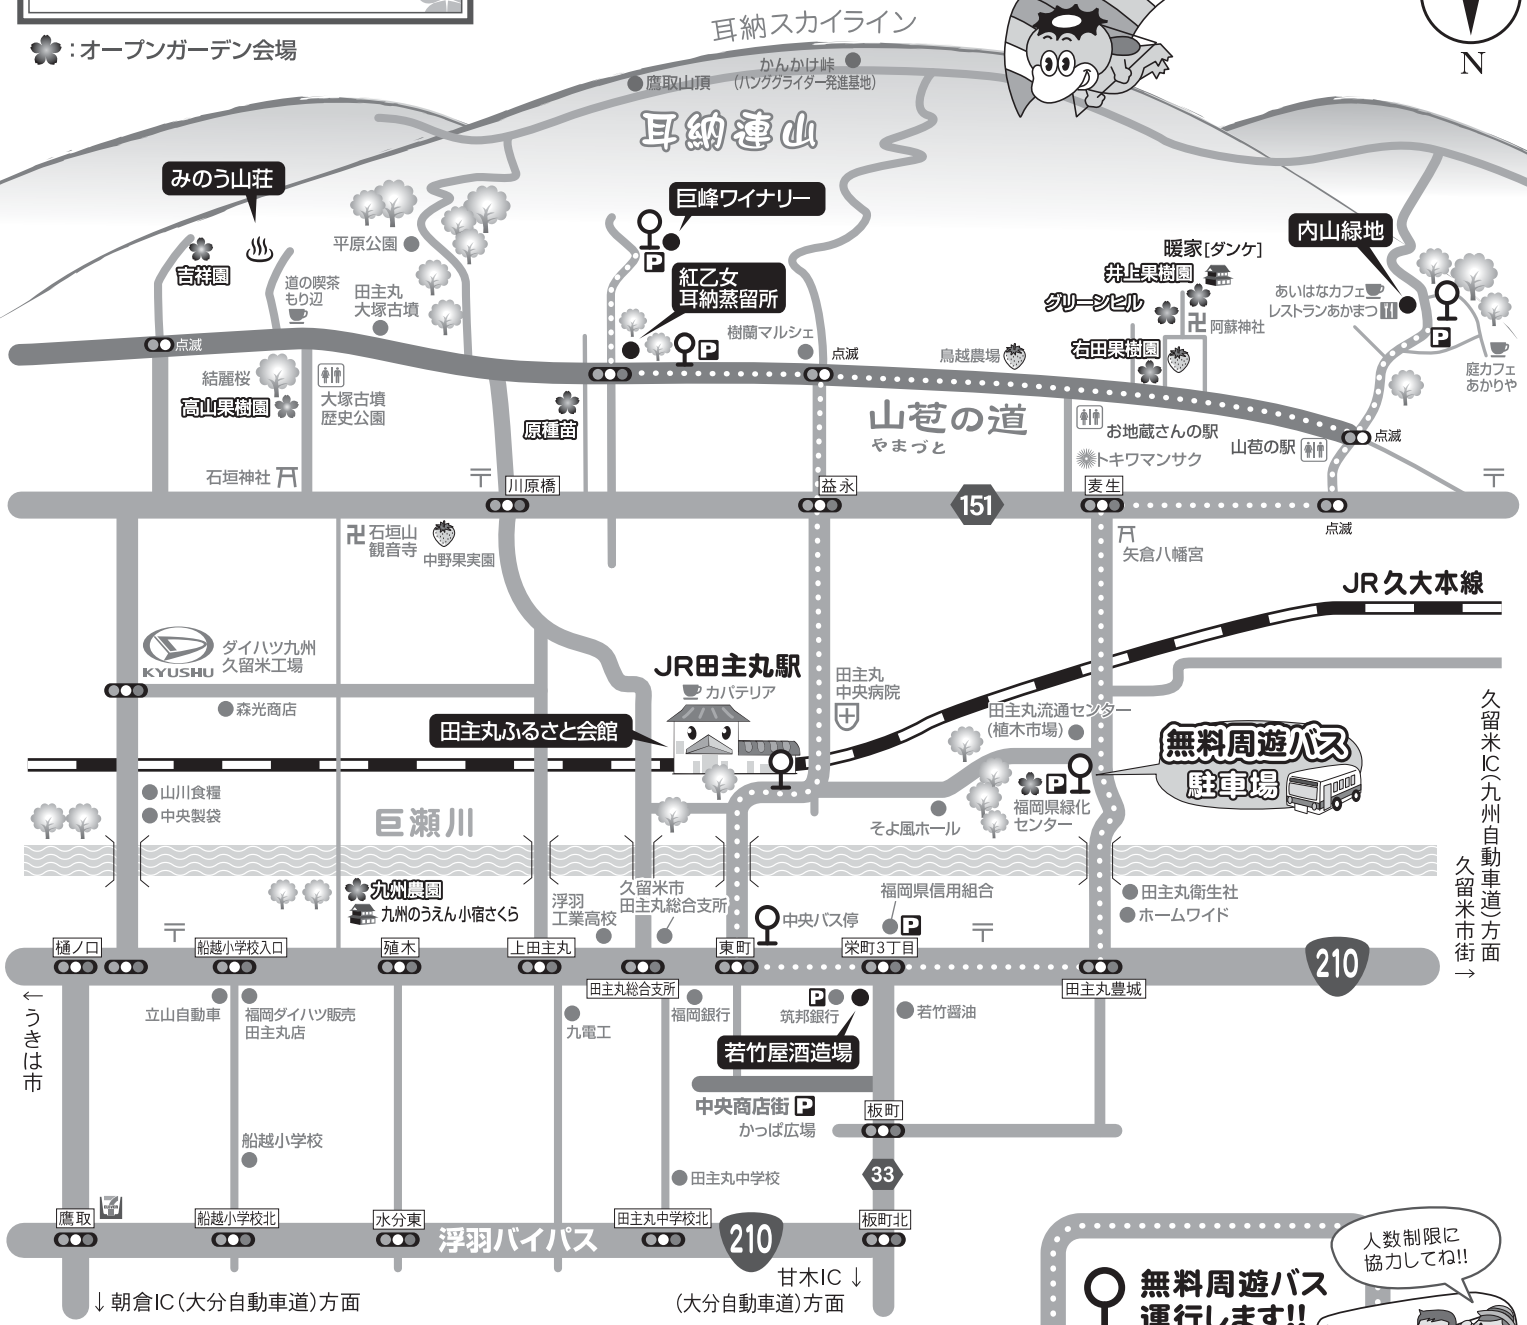 ：オープンガーデン会場
耳納スカイライン
N
かんかけ峠
（ハンググライダー発進基地）
鷹取山頂
耳納連山
みのう山荘
巨峰ワイナリー
P
内山緑地
暖家[ダンケ]
井上果樹園
グリーンヒル
卍 阿蘇神社
右田果樹園
あいはなカフェ
レストランあかまつ
P
庭カフェ
あかりや
平原公園
吉祥園
道の喫茶
もり辺
田主丸
大塚古墳
紅乙女
耳納蒸留所
P
樹蘭マルシェ
点滅
点滅
鳥越農場
結麗桜
高山果樹園
大塚古墳
歴史公園
原種苗
山苞の道
やまづと
お地蔵さんの駅
トキワマンサク
山苞の駅
点滅
石垣神社
〒
川原橋
益永
151
麦生
〒
点滅
卍 石垣山
観音寺
中野果実園
矢倉八幡宮
JR久大本線
KYUSHU
ダイハツ九州
久留米工場
森光商店
JR田主丸駅
カパテリア
田主丸
中央病院
田主丸ふるさと会館
田主丸流通センター
（植木市場）
無料周遊バス
駐車場
P
福岡県緑化
センター
そよ風ホール
山川食糧
中央製袋
巨瀬川
久留米IC（九州自動車道）方面
久留米市街→
九州農園
九州のうえん 小宿さくら
浮羽
工業高校
久留米市
田主丸総合支所
中央バス停
福岡県信用組合
P
〒
田主丸衛生社
ホームワイド
〒
樋ノ口
船越小学校入口
殖木
上田主丸
田主丸総合支所
東町
栄町3丁目
田主丸豊城
210
←うきは市
立山自動車
福岡ダイハツ販売
田主丸店
九電工
福岡銀行
P
筑邦銀行
若竹醤油
若竹屋酒造場
中央商店街 P
かっぱ広場
板町
33
船越小学校
田主丸中学校
鷹取
船越小学校北
水分東
浮羽バイパス
田主丸中学校北
210
板町北
↓朝倉IC（大分自動車道）方面
甘木IC↓
（大分自動車道）方面
人数制限に
協力してね!!
無料周遊バス
運行します!!